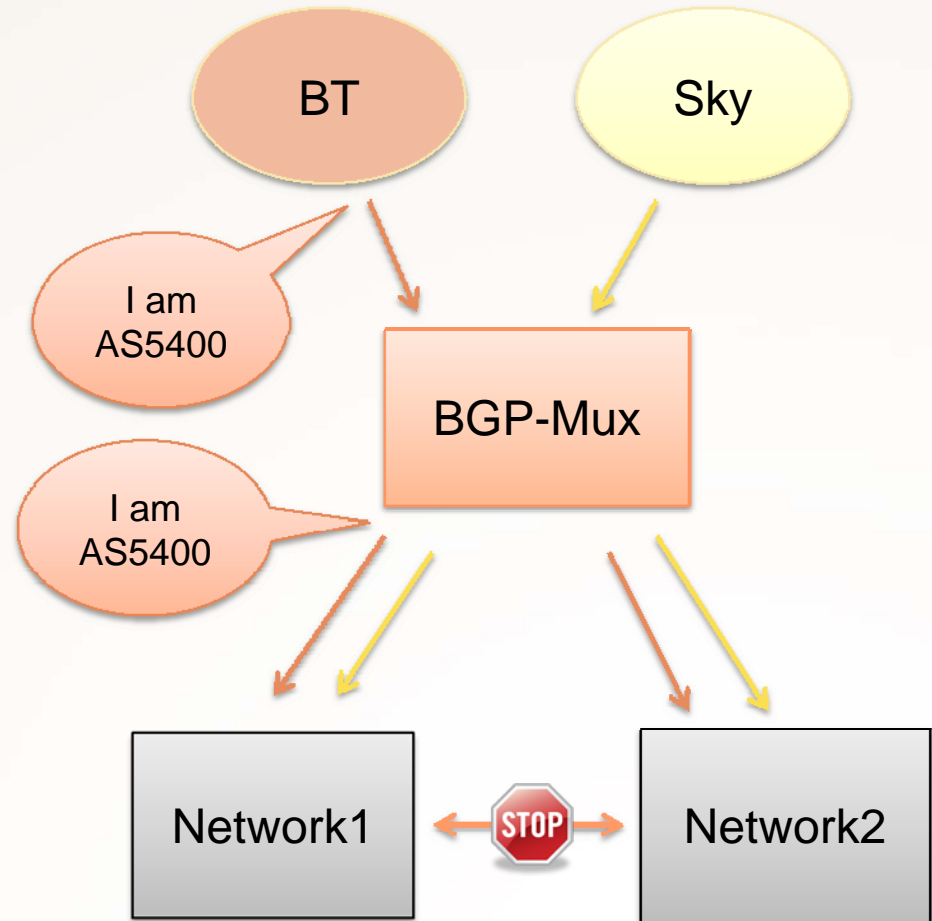 BT
Sky
I am
AS5400
BGP-Mux
I am
AS5400
Network1
STOP
Network2